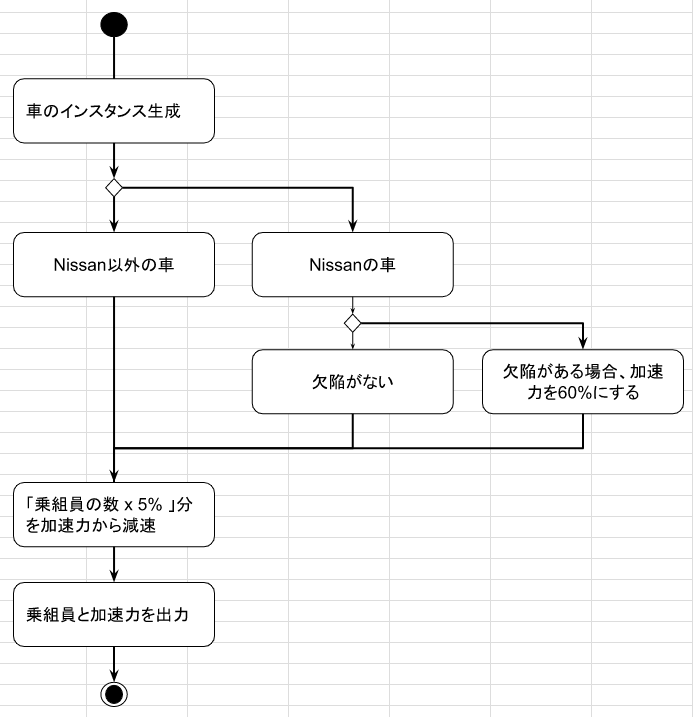 車のインスタンス生成
Nissan以外の車
Nissanの車
欠陥がない
欠陥がある場合、加速
力を60%にする
「乗組員の数 x 5% 」分
を加速力から減速
乗組員と加速力を出力